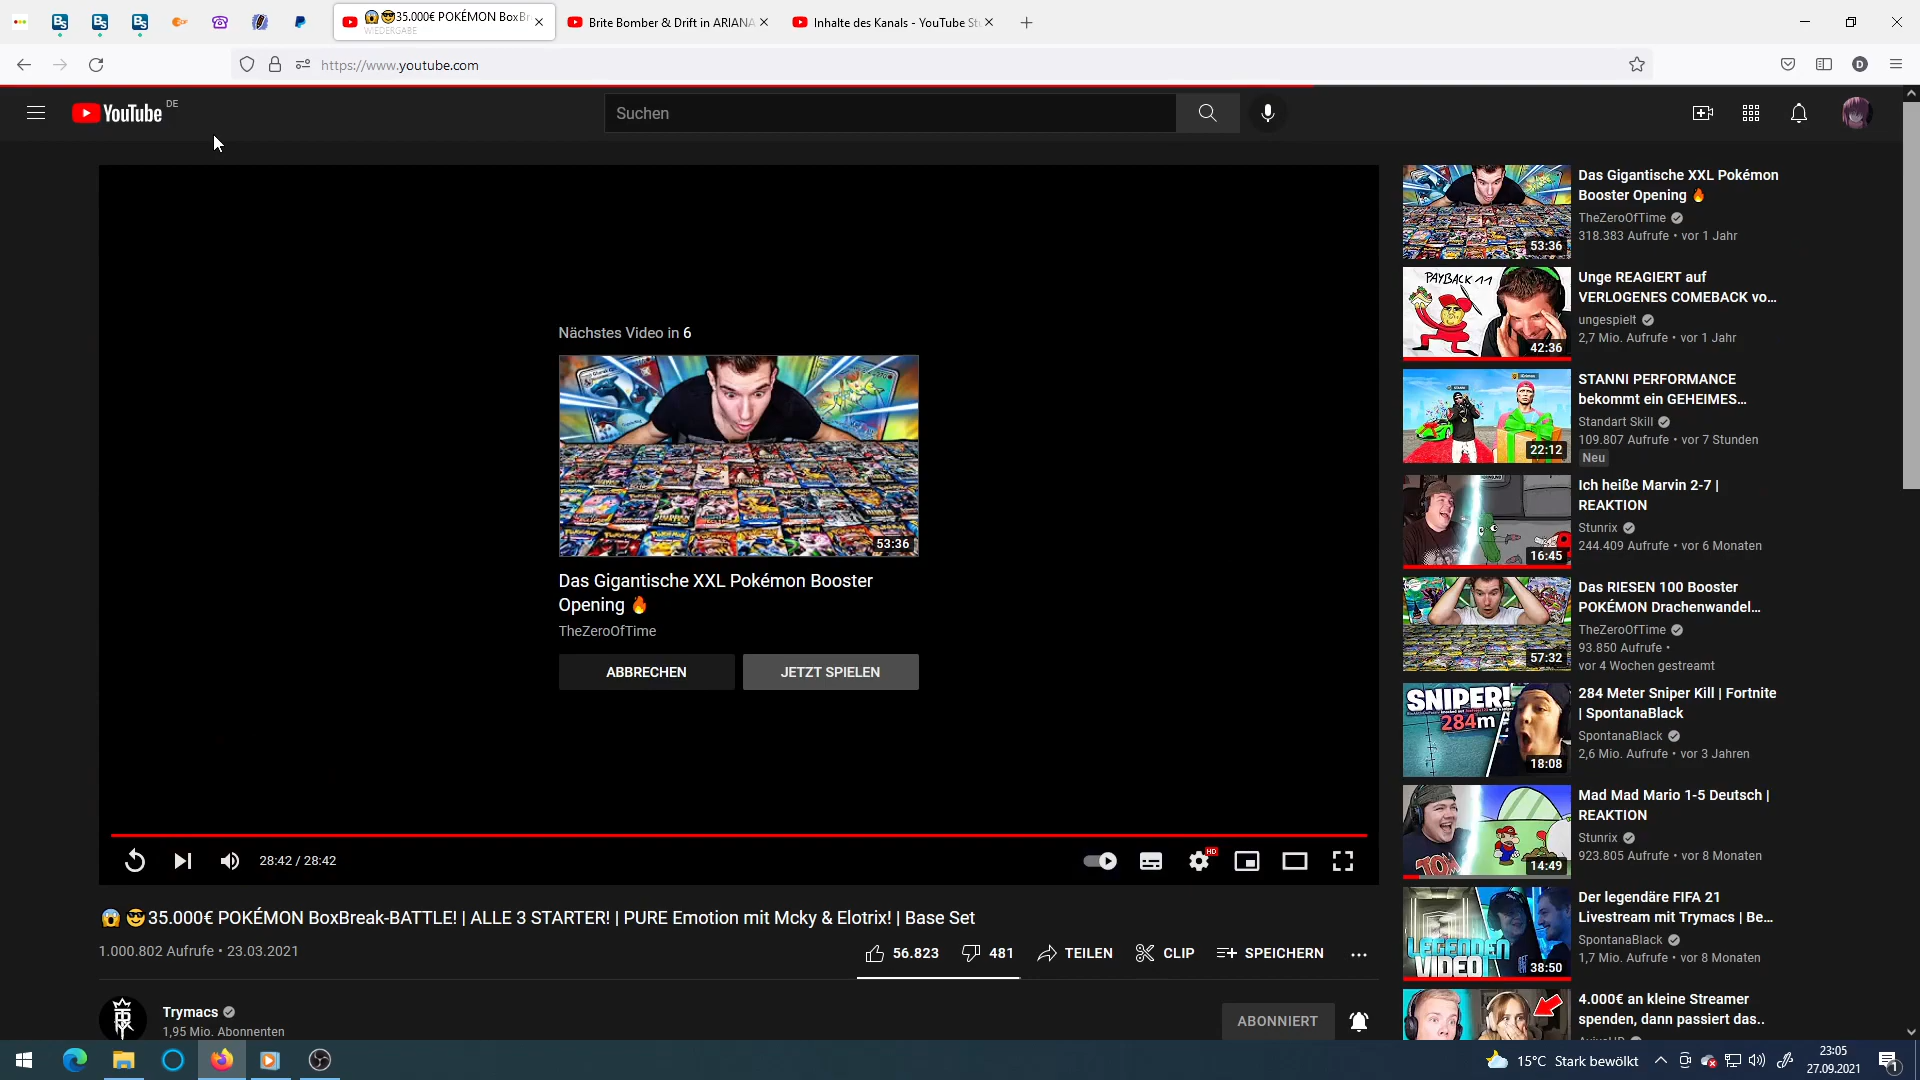 😱😎35.000€ POKÉMON BoxBr
WIEDERGABE
Brite Bomber & Drift in ARIANA
Inhalte des Kanals - YouTube St
https://www.youtube.com
YouTube DE
Suchen
Nächstes Video in 6
53:36
Das Gigantische XXL Pokémon Booster
Opening 🔥
TheZeroOfTime
ABBRECHEN
JETZT SPIELEN
28:42 / 28:42
HD
😱 😎35.000€ POKÉMON BoxBreak-BATTLE! | ALLE 3 STARTER! | PURE Emotion mit Mcky & Elotrix! | Base Set
1.000.802 Aufrufe • 23.03.2021
56.823
481
TEILEN
CLIP
SPEICHERN
Trymacs
1,95 Mio. Abonnenten
ABONNIERT
53:36
Das Gigantische XXL Pokémon
Booster Opening 🔥
TheZeroOfTime
318.383 Aufrufe • vor 1 Jahr
PAYBACK 11
42:36
Unge REAGIERT auf
VERLOGENES COMEBACK vo...
ungespielt
2,7 Mio. Aufrufe • vor 1 Jahr
22:12
STANNI PERFORMANCE
bekommt ein GEHEIMES...
Standart Skill
109.807 Aufrufe • vor 7 Stunden
Neu
16:45
Ich heiße Marvin 2-7 |
REAKTION
Stunrix
244.409 Aufrufe • vor 6 Monaten
57:32
Das RIESEN 100 Booster
POKÉMON Drachenwandel...
TheZeroOfTime
93.850 Aufrufe •
vor 4 Wochen gestreamt
SNIPER!
284m
18:08
284 Meter Sniper Kill | Fortnite
| SpontanaBlack
SpontanaBlack
2,6 Mio. Aufrufe • vor 3 Jahren
TOM
14:49
Mad Mad Mario 1-5 Deutsch |
REAKTION
Stunrix
923.805 Aufrufe • vor 8 Monaten
LEGENDEN
VIDEO!
38:50
Der legendäre FIFA 21
Livestream mit Trymacs | Be...
SpontanaBlack
1,7 Mio. Aufrufe • vor 8 Monaten
4.000€ an kleine Streamer
spenden, dann passiert das..
15°C Stark bewölkt
23:05
27.09.2021
1